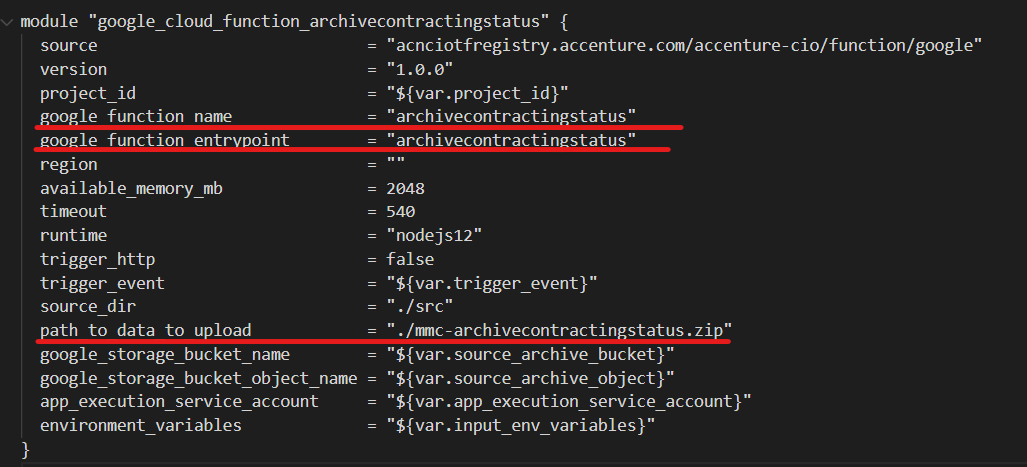 module "google_cloud_function_archivecontractingstatus" {
source = "acnciotfregistry.accenture.com/accenture-cio/function/google"
version = "1.0.0"
project_id = "${var.project_id}"
google_function_name = "archivecontractingstatus"
google_function_entrypoint = "archivecontractingstatus"
region = ""
available_memory_mb = 2048
timeout = 540
runtime = "nodejs12"
trigger_http = false
trigger_event = "${var.trigger_event}"
source_dir = "./src"
path_to_data_to_upload = "./mmc-archivecontractingstatus.zip"
google_storage_bucket_name = "${var.source_archive_bucket}"
google_storage_bucket_object_name = "${var.source_archive_object}"
app_execution_service_account = "${var.app_execution_service_account}"
environment_variables = "${var.input_env_variables}"
}